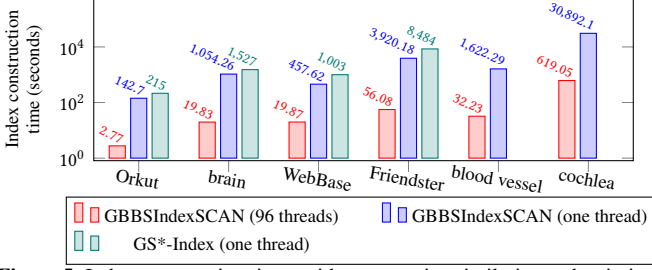 Index construction
time (seconds)
10^4
10^2
10^0
2.77
142.7
215
19.83
1,054.26
1,527
19.87
457.62
1,003
56.08
3,920.18
8,484
32.23
1,622.29
619.05
30,892.1
Orkut
brain
WebBase
Friendster
blood vessel
cochlea
GBBSIndexSCAN (96 threads)
GBBSIndexSCAN (one thread)
GS*-Index (one thread)